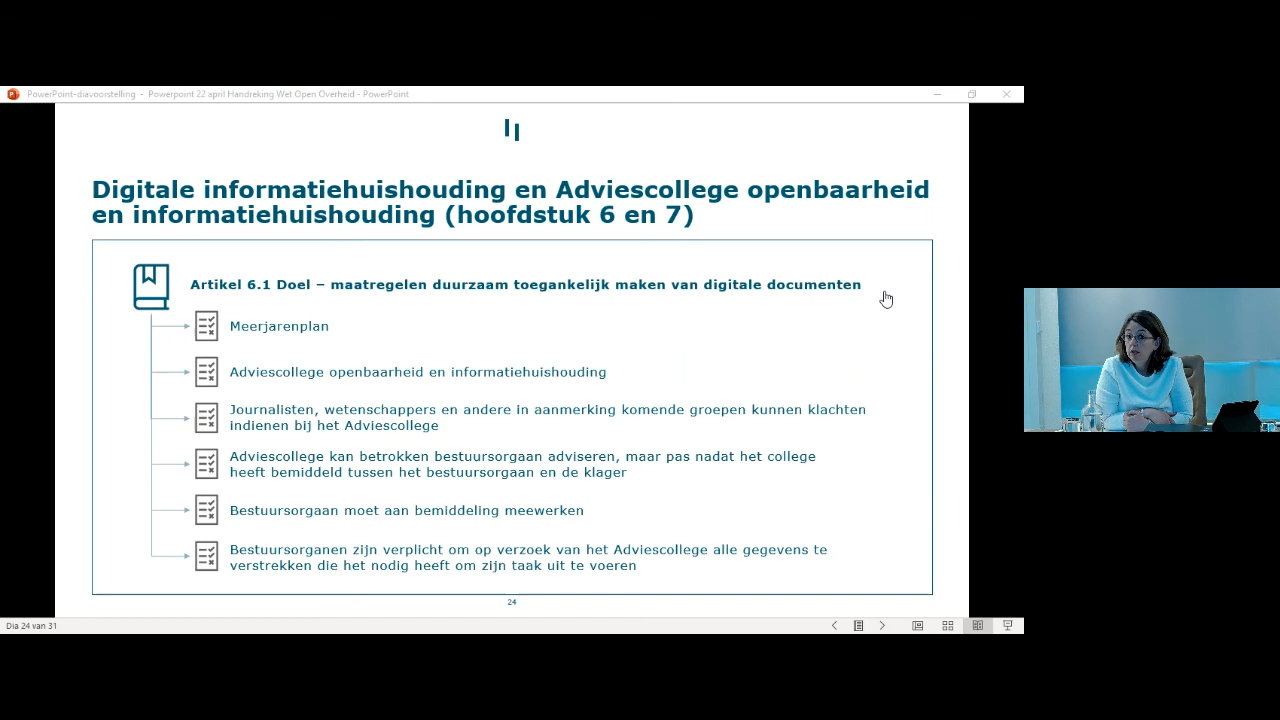 PowerPoint-diavoorstelling - Powerpoint 22 april Handreking Wet Open Overheid - PowerPoint
Digitale informatiehuishouding en Adviescollege openbaarheid
en informatiehuishouding (hoofdstuk 6 en 7)
Artikel 6.1 Doel – maatregelen duurzaam toegankelijk maken van digitale documenten
Meerjarenplan
Adviescollege openbaarheid en informatiehuishouding
Journalisten, wetenschappers en andere in aanmerking komende groepen kunnen klachten
indienen bij het Adviescollege
Adviescollege kan betrokken bestuursorgaan adviseren, maar pas nadat het college
heeft bemiddeld tussen het bestuursorgaan en de klager
Bestuursorgaan moet aan bemiddeling meewerken
Bestuursorganen zijn verplicht om op verzoek van het Adviescollege alle gegevens te
verstrekken die het nodig heeft om zijn taak uit te voeren
24
Dia 24 van 31